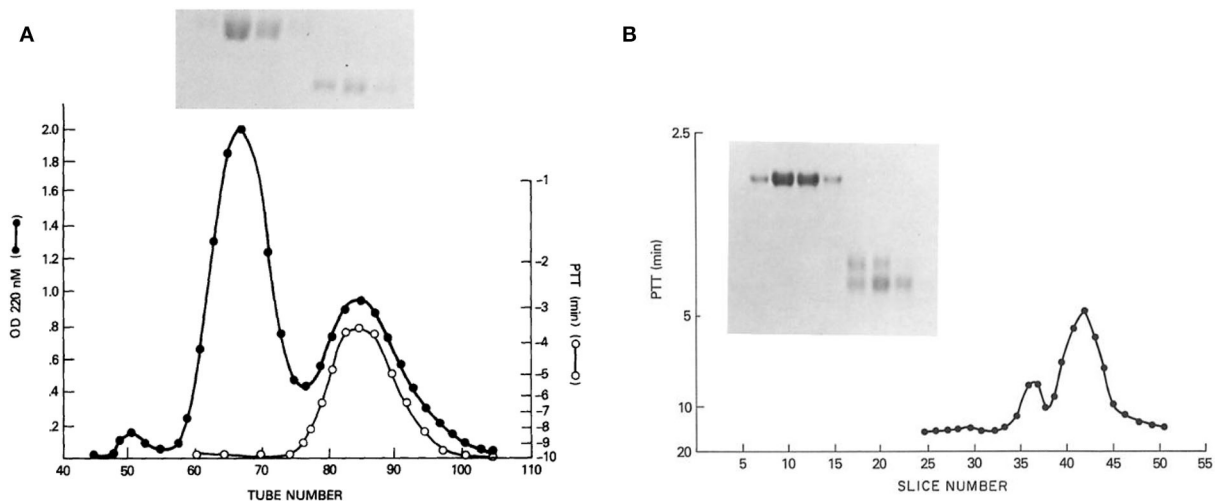 A
2.0
1.8
1.6
1.4
1.2
1.0
.8
.6
.4
.2
OD 220 nM (●—●)
-1
-2
-3
-4
-5
-6
-7
-8
-9
-10
PTT (min) (○—○)
40 50 60 70 80 90 100 110
TUBE NUMBER
B
2.5
5
10
20
PTT (min)
5 10 15 20 25 30 35 40 45 50 55
SLICE NUMBER